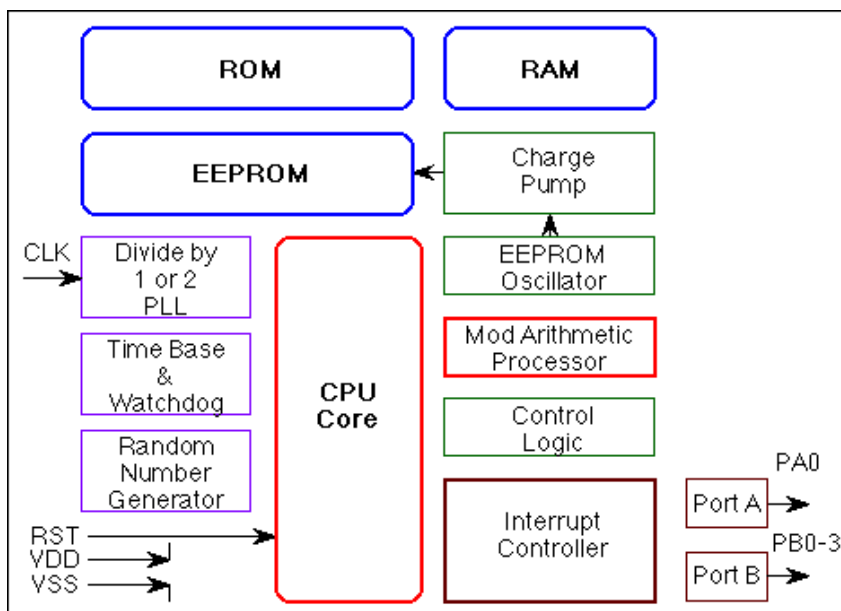 ROM
RAM
EEPROM
Charge
Pump
CLK
Divide by
1 or 2
PLL
EEPROM
Oscillator
Time Base
&
Watchdog
CPU
Core
Mod Arithmetic
Processor
Random
Number
Generator
Control
Logic
RST
VDD
VSS
Interrupt
Controller
Port A
PA0
Port B
PB0-3